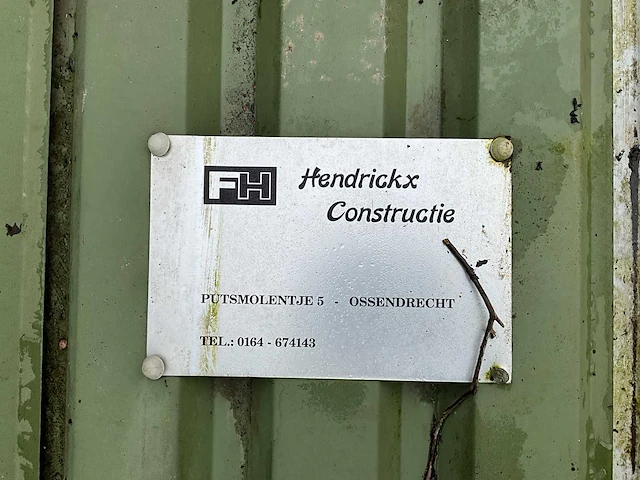 FH Hendrickx
Constructie
PUTSMOLENTJE 5 - OSSENDRECHT
TEL.: 0164 - 674143